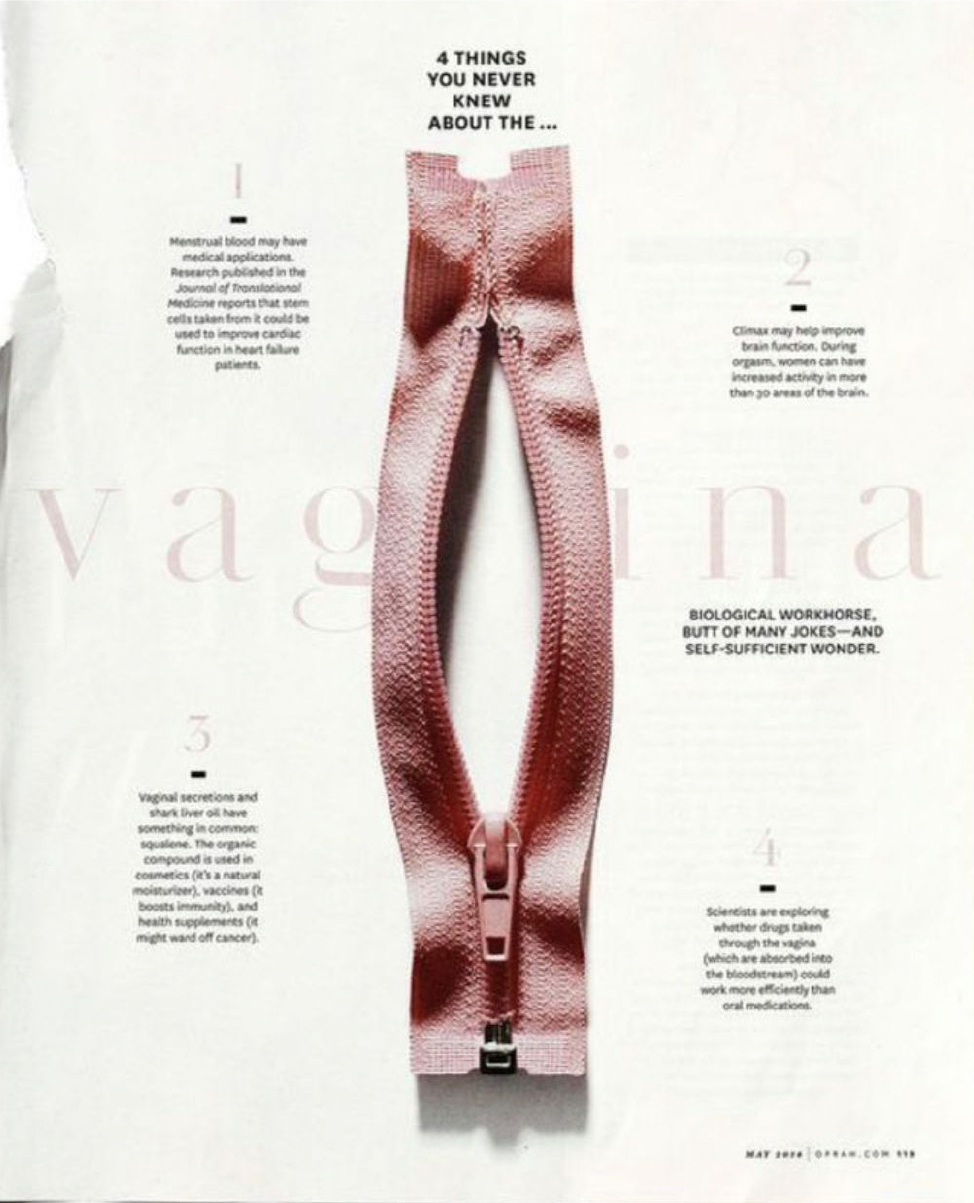 4 THINGS
YOU NEVER
KNEW
ABOUT THE ...
1
Menstrual blood may have
medical applications.
Research published in the
Journal of Translational
Medicine reports that stem
cells taken from it could be
used to improve cardiac
function in heart failure
patients.
2
Climax may help improve
brain function. During
orgasm, women can have
increased activity in more
than 30 areas of the brain.
vagina
BIOLOGICAL WORKHORSE,
BUTT OF MANY JOKES—AND
SELF-SUFFICIENT WONDER.
3
Vaginal secretions and
shark liver oil have
something in common:
squalene. The organic
compound is used in
cosmetics (it's a natural
moisturizer), vaccines (it
boosts immunity), and
health supplements (it
might ward off cancer).
4
Scientists are exploring
whether drugs taken
through the vagina
(which are absorbed into
the bloodstream) could
work more efficiently than
oral medications.
MAY OPRAH.COM